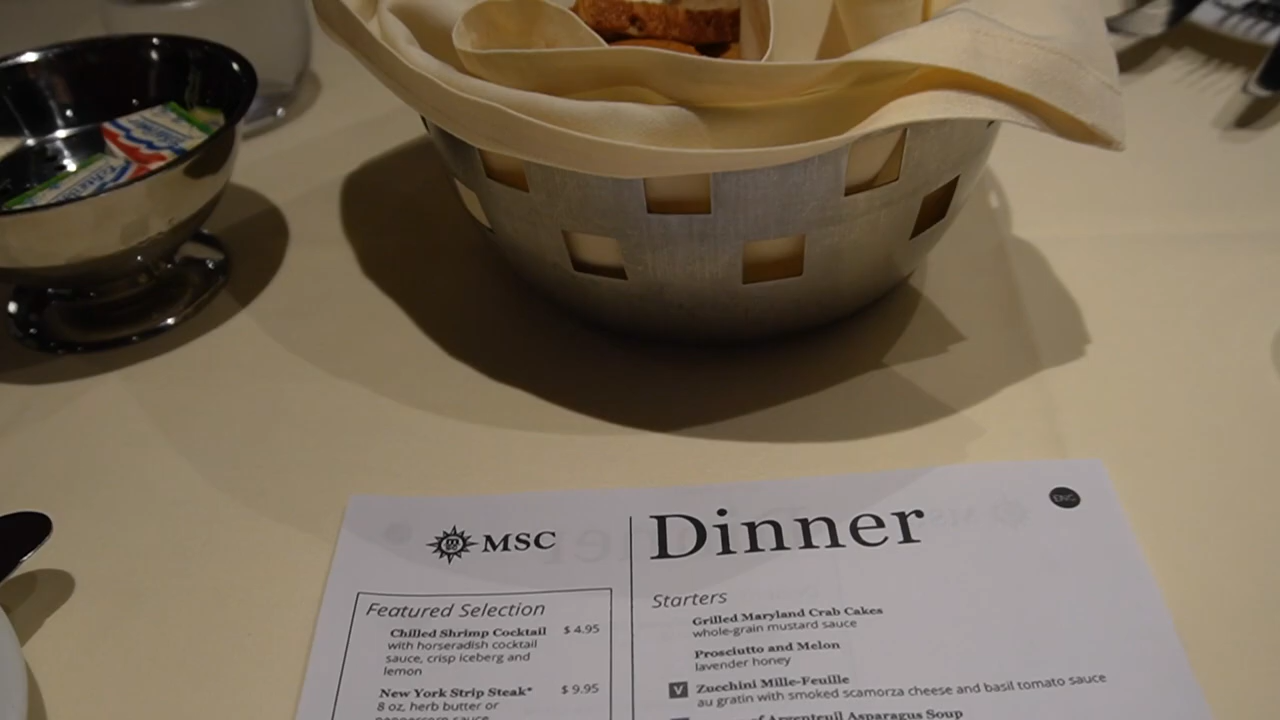 MSC
Dinner
ENG
Featured Selection
Chilled Shrimp Cocktail $ 4.95
with horseradish cocktail
sauce, crisp iceberg and
lemon
New York Strip Steak* $ 9.95
8 oz, herb butter or
Starters
Grilled Maryland Crab Cakes
whole-grain mustard sauce
Prosciutto and Melon
lavender honey
V Zucchini Mille-Feuille
au gratin with smoked scamorza cheese and basil tomato sauce
of Argenteuil Asparagus Soup